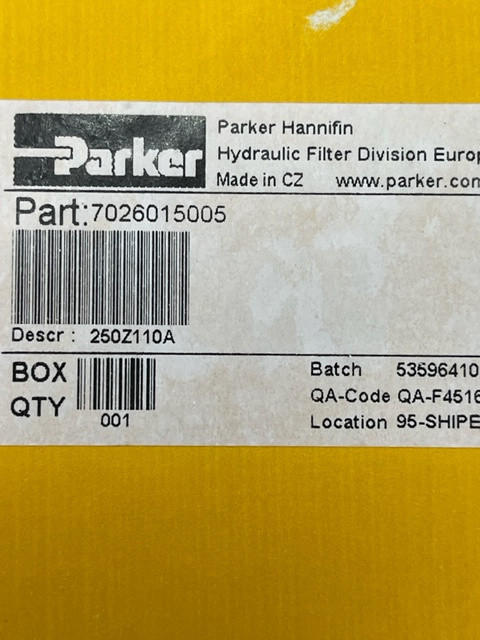 Parker
Parker Hannifin
Hydraulic Filter Division Europ
Made in CZ www.parker.com
Part:7026015005
Descr : 250Z110A
BOX
QTY
001
Batch 53596410
QA-Code QA-F4516
Location 95-SHIPE